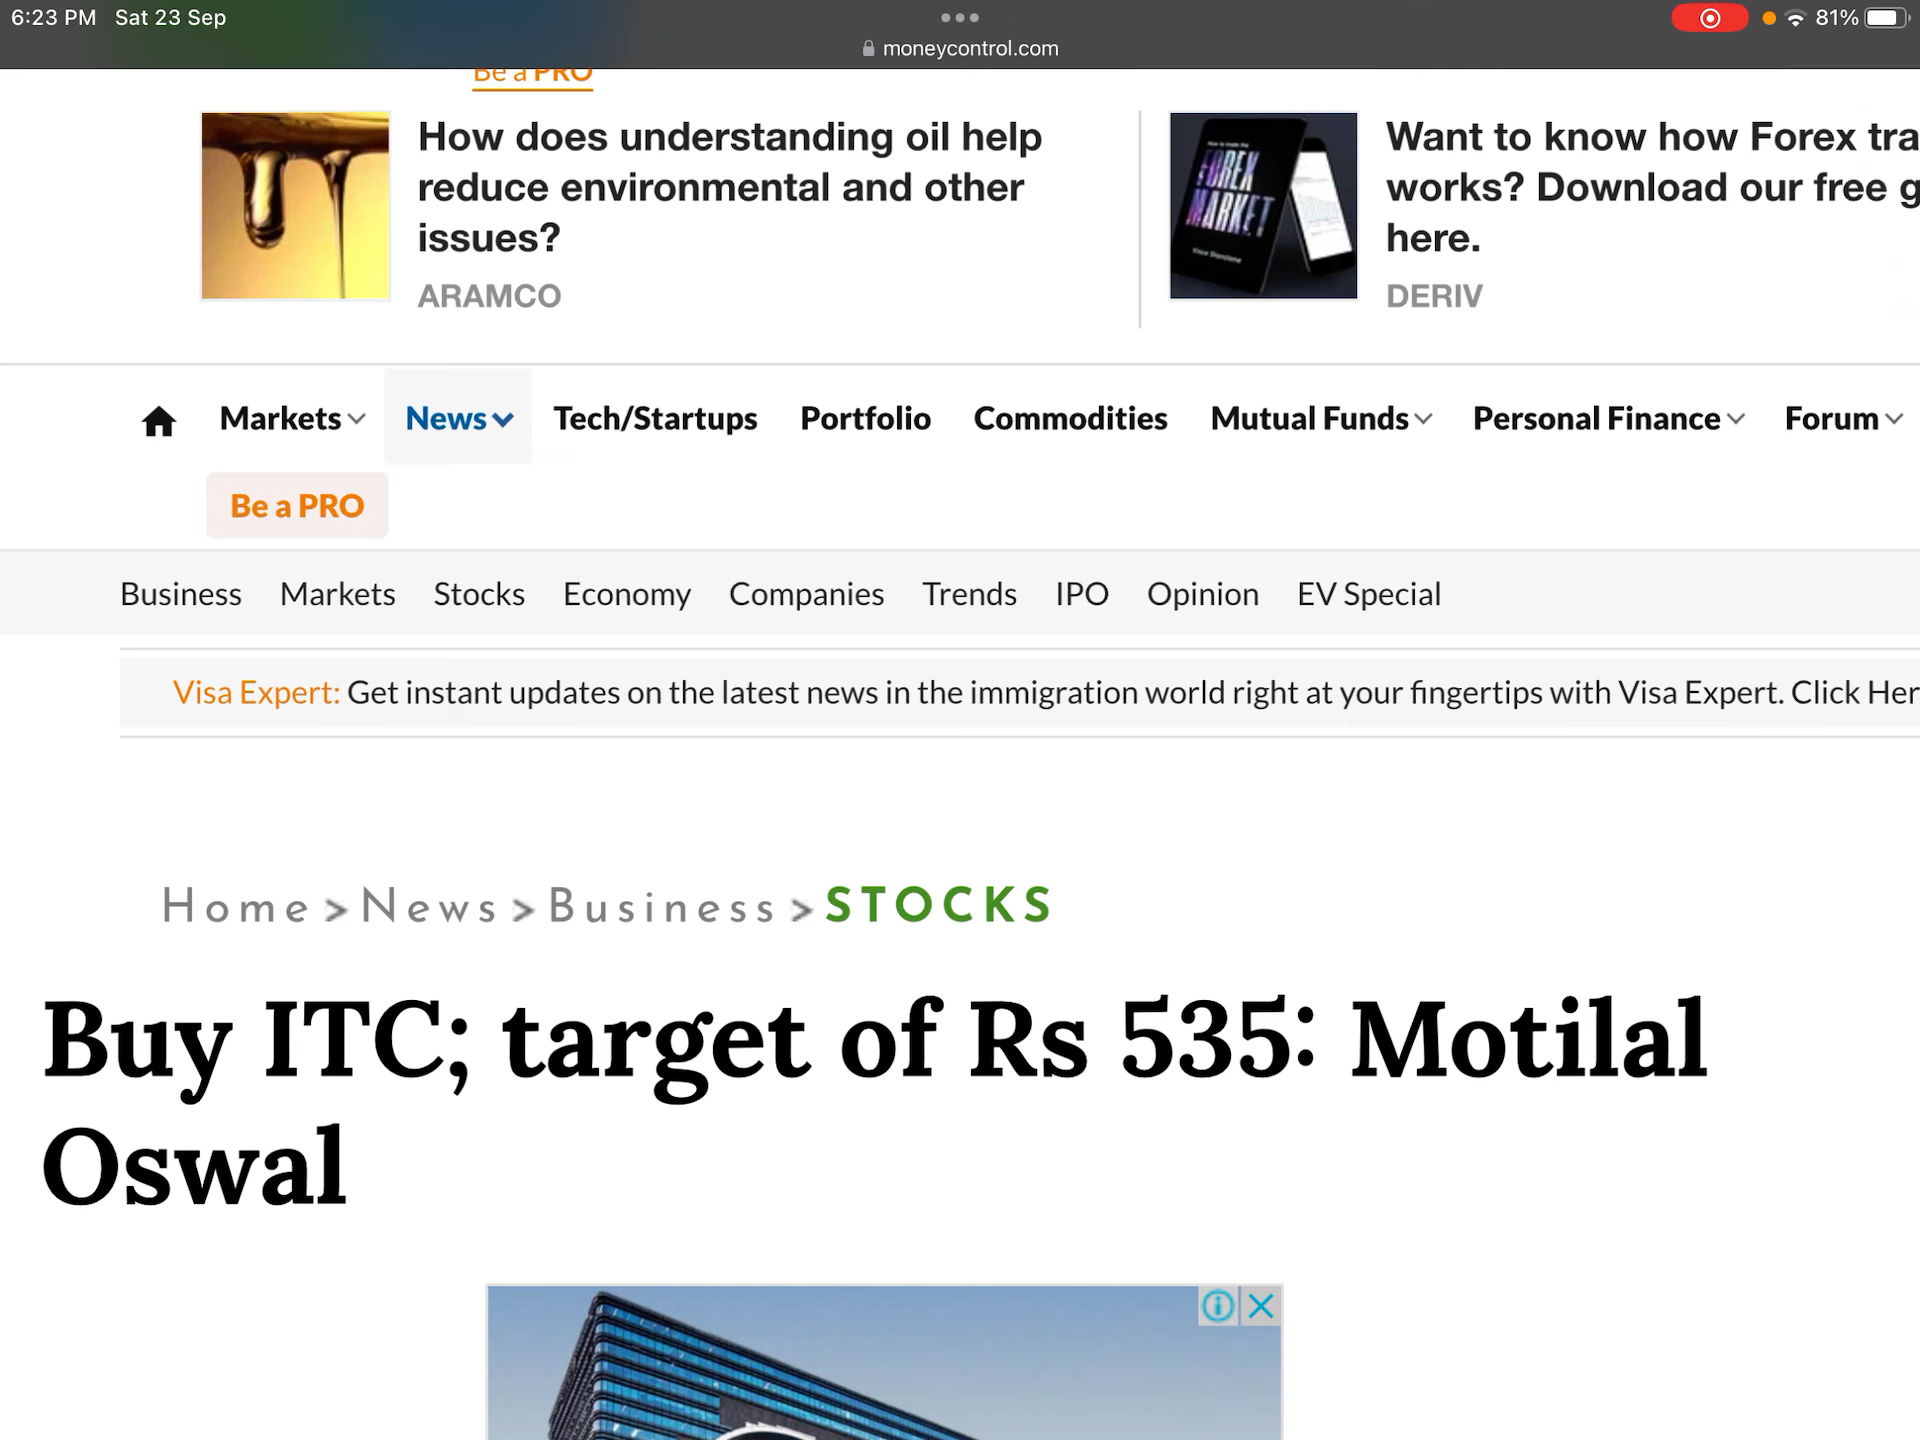 6:23 PM Sat 23 Sep
81%
moneycontrol.com
Be a PRO
How does understanding oil help
reduce environmental and other
issues?
ARAMCO
FOREX
MARKET
Want to know how Forex tra
works? Download our free g
here.
DERIV
Markets News Tech/Startups Portfolio Commodities Mutual Funds Personal Finance Forum
Be a PRO
Business Markets Stocks Economy Companies Trends IPO Opinion EV Special
Visa Expert: Get instant updates on the latest news in the immigration world right at your fingertips with Visa Expert. Click Her
Home > News > Business > STOCKS
Buy ITC; target of Rs 535: Motilal
Oswal